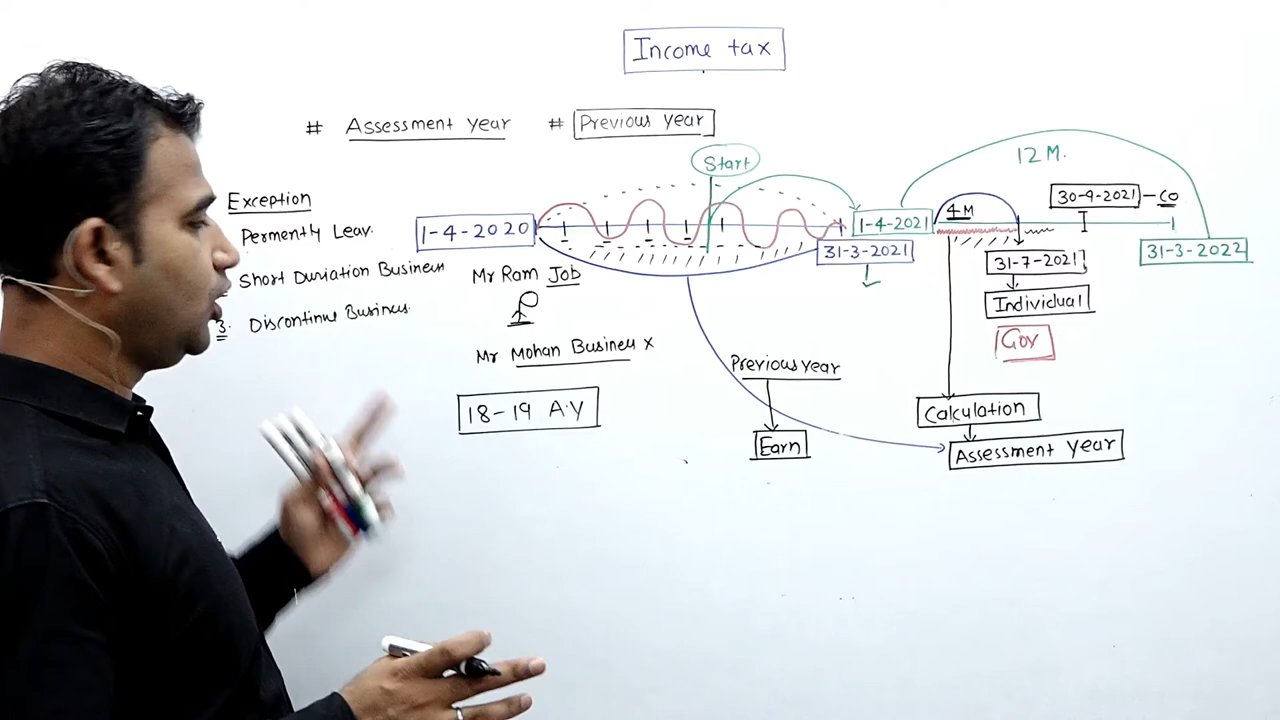 Income tax
# Assessment year # Previous year
Start
12 M.
Exception
Permently Leav.
Short Duriation Business
3. Discontinue Business.
1-4-2020
31-3-2021
1-4-2021
4 M
30-9-2021 - CO
31-3-2022
31-7-2021
Individual
Gov
Mr Ram Job
Mr Mohan Business x
18-19 A.Y
Previous year
Earn
Calculation
Assessment year